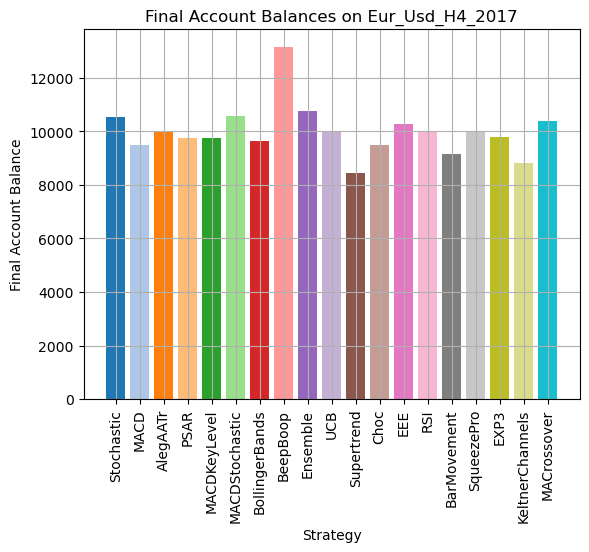 Final Account Balances on Eur_Usd_H4_2017
Final Account Balance
12000
10000
8000
6000
4000
2000
0
Stochastic
MACD
AlegAATr
PSAR
MACDKeyLevel
MACDStochastic
BollingerBands
BeepBoop
Ensemble
UCB
Supertrend
Choc
EEE
RSI
BarMovement
SqueezePro
EXP3
KeltnerChannels
MACrossover
Strategy